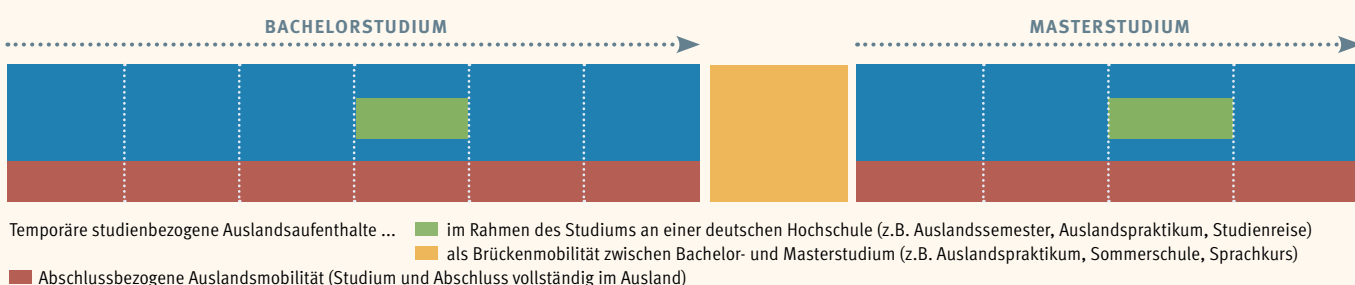 BACHELORSTUDIUM
MASTERSTUDIUM
Temporäre studienbezogene Auslandsaufenthalte ... im Rahmen des Studiums an einer deutschen Hochschule (z.B. Auslandssemester, Auslandspraktikum, Studienreise)
als Brückenmobilität zwischen Bachelor- und Masterstudium (z.B. Auslandspraktikum, Sommerschule, Sprachkurs)
Abschlussbezogene Auslandsmobilität (Studium und Abschluss vollständig im Ausland)